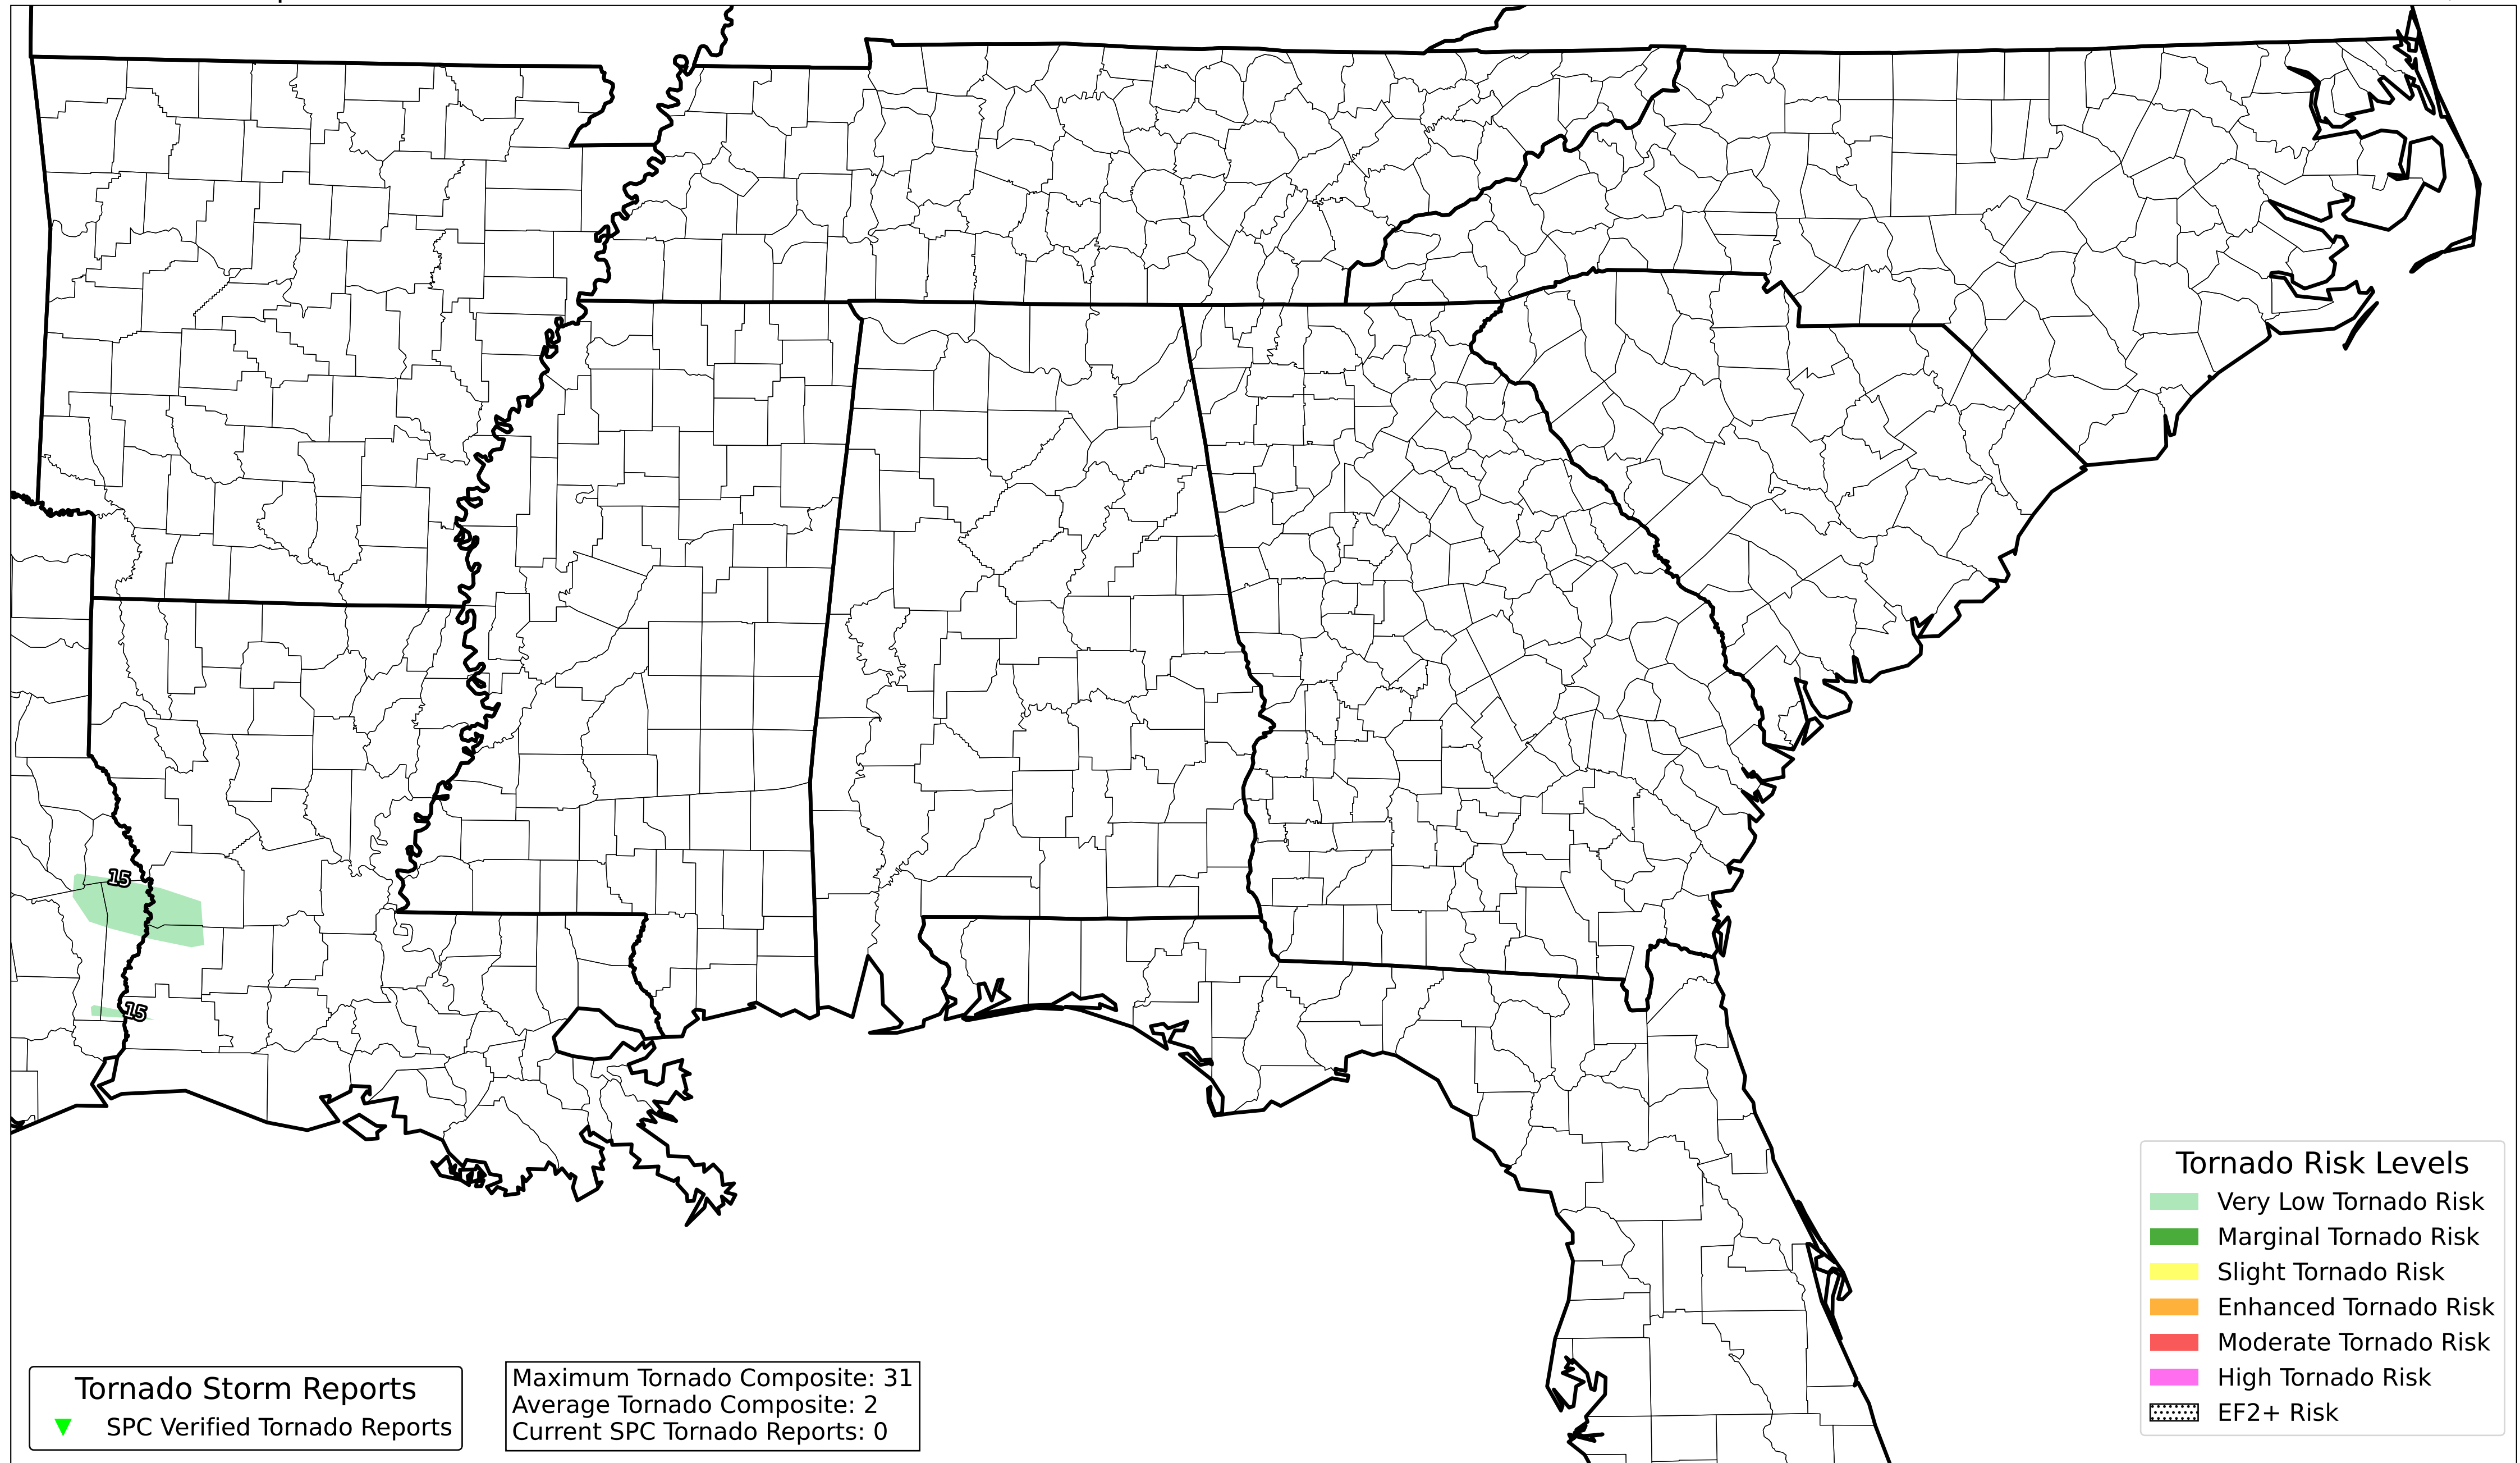 15
15
Tornado Risk Levels
Very Low Tornado Risk
Marginal Tornado Risk
Slight Tornado Risk
Enhanced Tornado Risk
Moderate Tornado Risk
High Tornado Risk
EF2+ Risk
Tornado Storm Reports
SPC Verified Tornado Reports
Maximum Tornado Composite: 31
Average Tornado Composite: 2
Current SPC Tornado Reports: 0